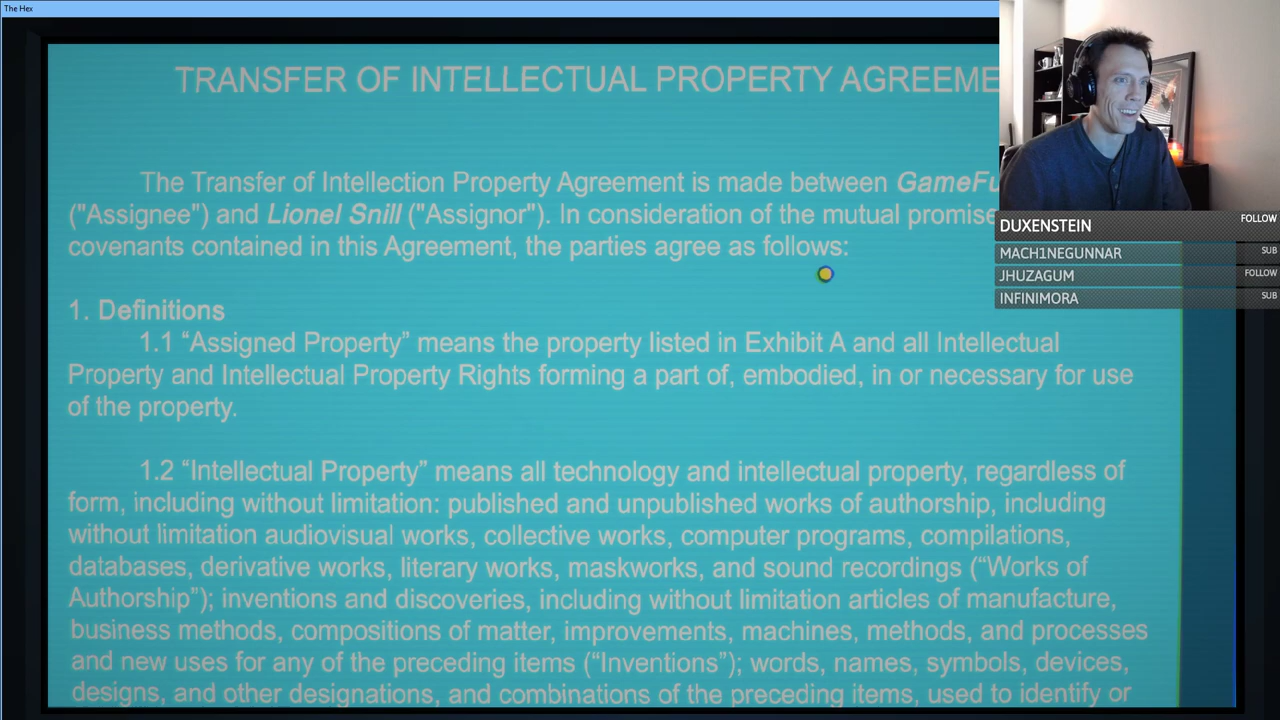 The Hex
TRANSFER OF INTELLECTUAL PROPERTY
The Transfer of Intellection Property Agreement is made between
("Assignee") and Lionel Snill ("Assignor"). In consideration of the mutual
covenants contained in this Agreement, the parties agree as follows:
1. Definitions
1.1 “Assigned Property” means the property listed in Exhibit A and all Intellectual
Property and Intellectual Property Rights forming a part of, embodied, in or necessary for use
of the property.
1.2 “Intellectual Property” means all technology and intellectual property, regardless of
form, including without limitation: published and unpublished works of authorship, including
without limitation audiovisual works, collective works, computer programs, compilations,
databases, derivative works, literary works, maskworks, and sound recordings (“Works of
Authorship”); inventions and discoveries, including without limitation articles of manufacture,
business methods, compositions of matter, improvements, machines, methods, and processes
and new uses for any of the preceding items (“Inventions”); words, names, symbols, devices,
designs, and other designations, and combinations of the preceding items, used to identify or
DUXENSTEIN FOLLOW
MACH1NEGUNNAR SUB
JHUZAGUM FOLLOW
INFINIMORA SUB